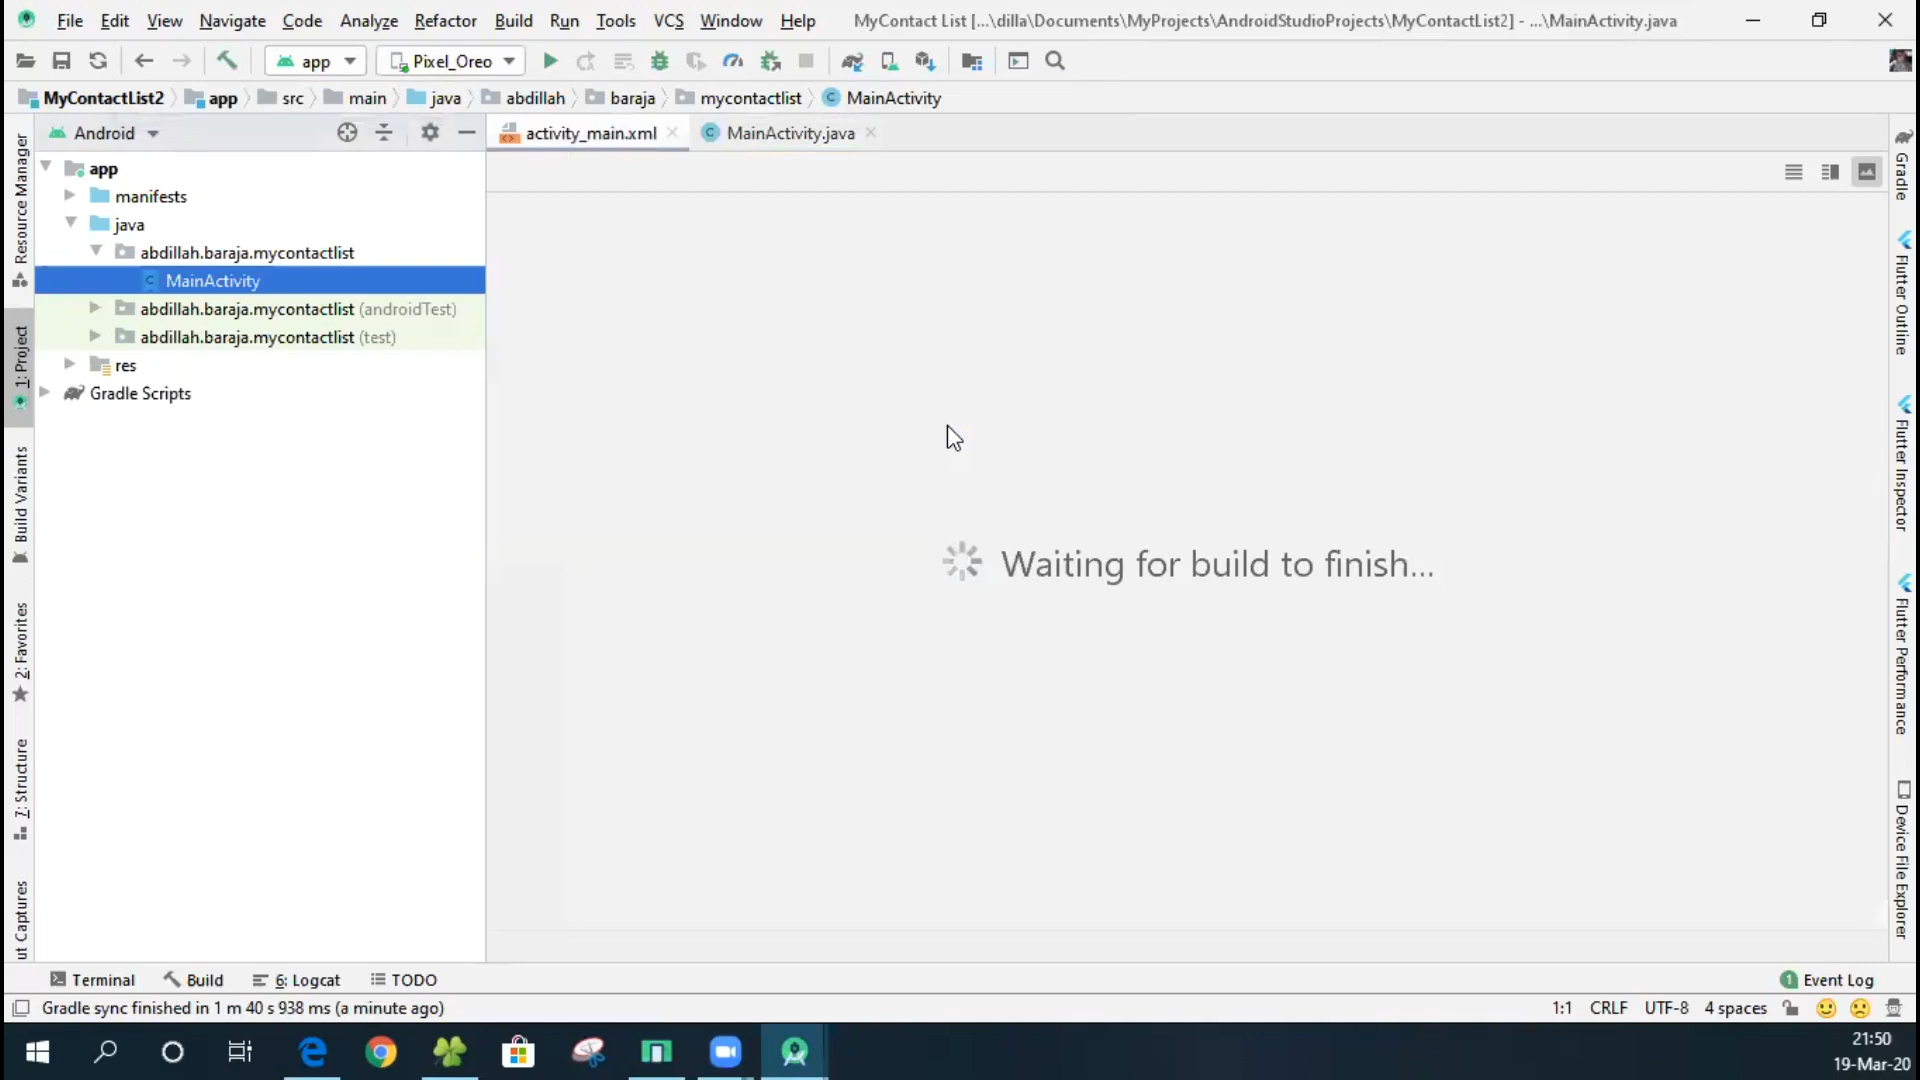 File Edit View Navigate Code Analyze Refactor Build Run Tools VCS Window Help MyContact List [...\dilla\Documents\MyProjects\AndroidStudioProjects\MyContactList2] - ...\MainActivity.java
app Pixel_Oreo
MyContactList2 app src main java abdillah baraja mycontactlist MainActivity
Android
activity_main.xml MainActivity.java
app
manifests
java
abdillah.baraja.mycontactlist
MainActivity
abdillah.baraja.mycontactlist (androidTest)
abdillah.baraja.mycontactlist (test)
res
Gradle Scripts
Resource Manager
1: Project
Build Variants
2: Favorites
7: Structure
ut Captures
Waiting for build to finish...
Gradle
Flutter Outline
Flutter Inspector
Flutter Performance
Device File Explorer
Terminal Build 6: Logcat TODO 1 Event Log
Gradle sync finished in 1 m 40 s 938 ms (a minute ago) 1:1 CRLF UTF-8 4 spaces
21:50
19-Mar-20